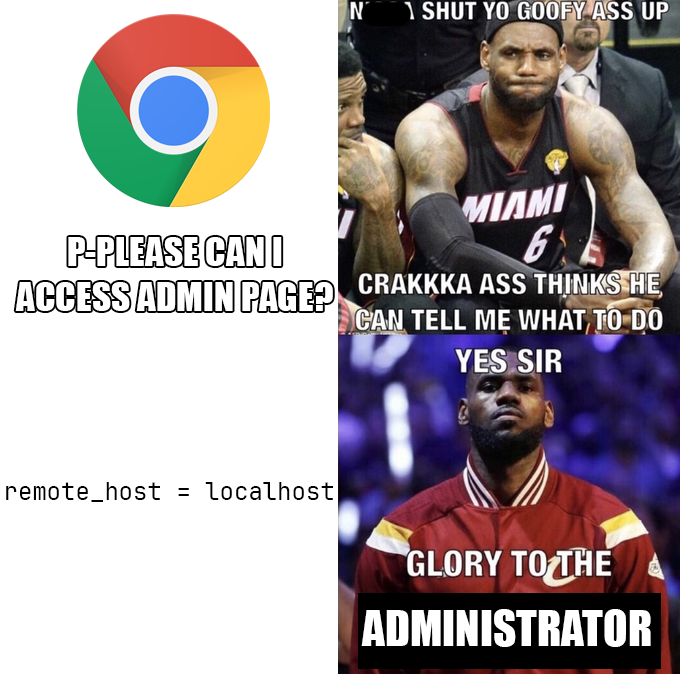 P-PLEASE CAN I
ACCESS ADMIN PAGE?
N A SHUT YO GOOFY ASS UP
MIAMI
6
CRAKKKA ASS THINKS HE
CAN TELL ME WHAT TO DO
remote_host = localhost
YES SIR
GLORY TO THE
ADMINISTRATOR